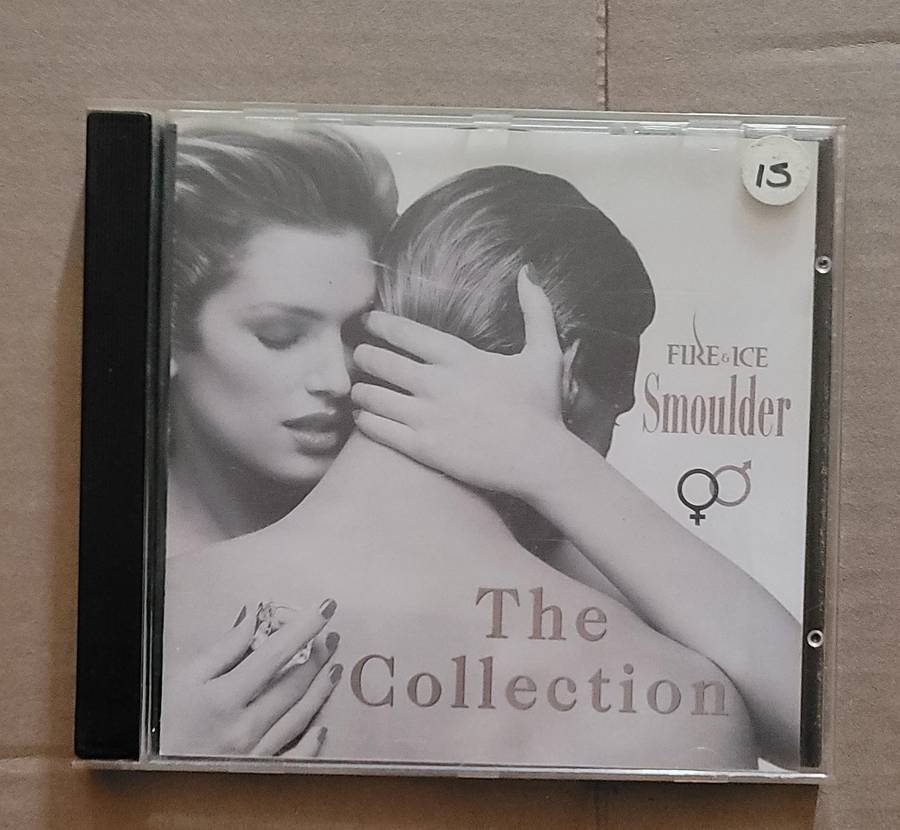 15
FIRE & ICE
Smoulder
The
Collection